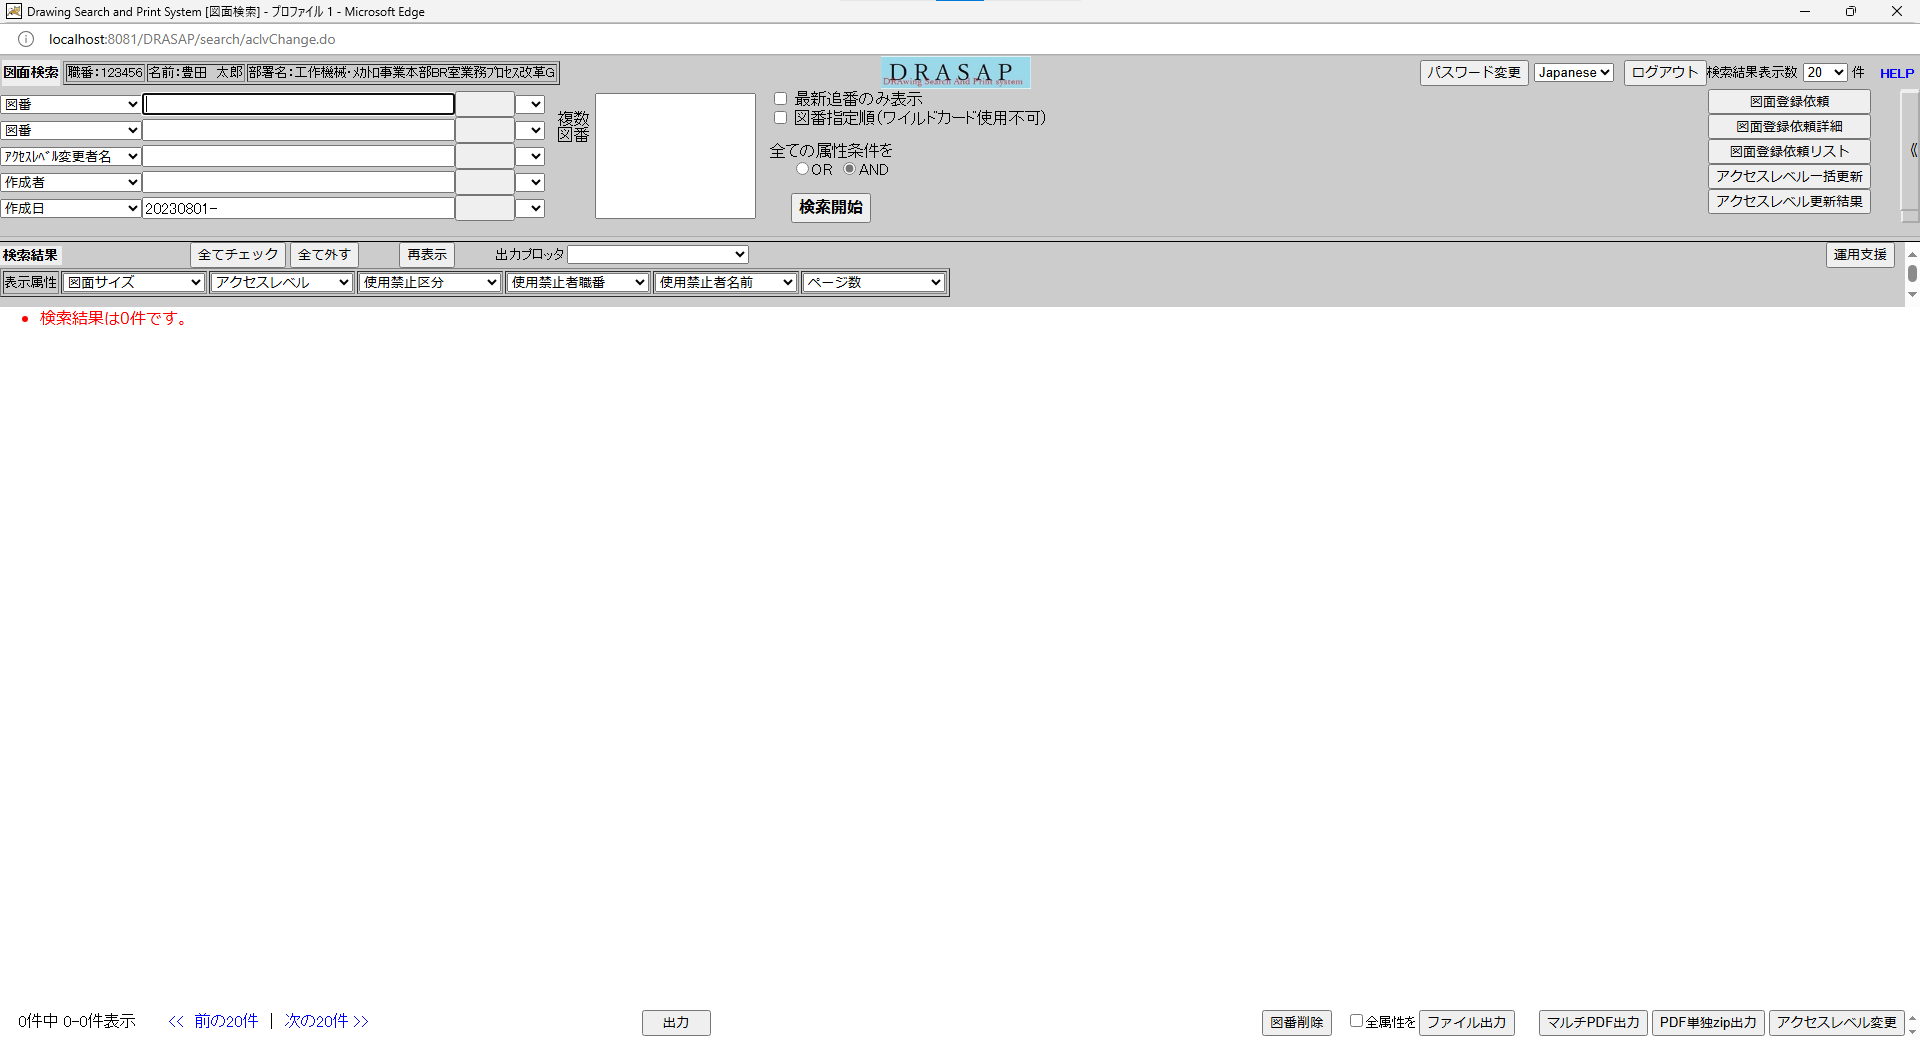 Drawing Search and Print System [図面検索] - プロファイル 1 - Microsoft Edge
localhost:8081/DRASAP/search/aclvChange.do
図面検索 職番：123456 名前：豊田　太郎 部署名：工作機械・ﾒｶﾄﾛ事業本部BR室業務ﾌﾟﾛｾｽ改革G DRASAP DRAwing Search And Print system パスワード変更 Japanese ログアウト 検索結果表示数 20 件 HELP
図番
図番
ｱｸｾｽﾚﾍﾞﾙ変更者名
作成者
作成日 20230801-
複数
図番
最新追番のみ表示
図番指定順(ワイルドカード使用不可)
全ての属性条件を
OR AND
検索開始
図面登録依頼
図面登録依頼詳細
図面登録依頼リスト
アクセスレベル一括更新
アクセスレベル更新結果
《
検索結果 全てチェック 全て外す 再表示 出力プロッタ 運用支援
表示属性 図面サイズ アクセスレベル 使用禁止区分 使用禁止者職番 使用禁止者名前 ページ数
• 検索結果は0件です。
0件中 0-0件表示 << 前の20件 | 次の20件 >> 出力 図番削除 全属性を ファイル出力 マルチPDF出力 PDF単独zip出力 アクセスレベル変更